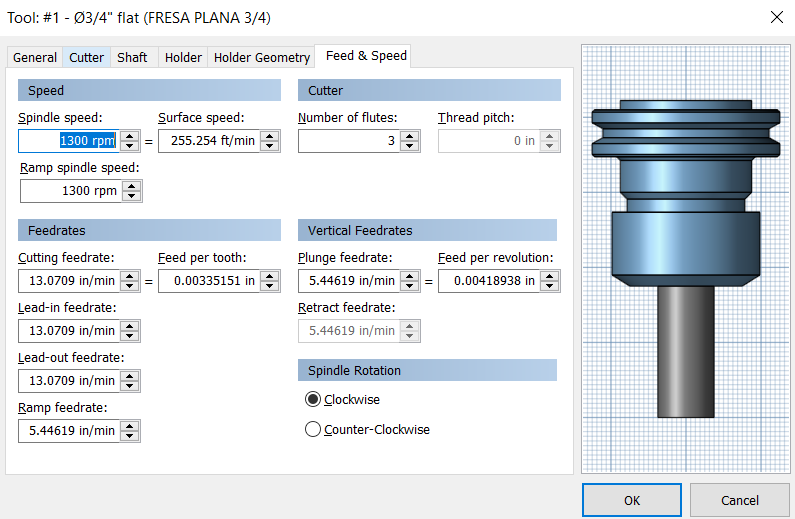 Tool: #1 - Ø3/4" flat (FRESA PLANA 3/4)
General Cutter Shaft Holder Holder Geometry Feed & Speed
Speed
Spindle speed: Surface speed:
1300 rpm = 255.254 ft/min
Ramp spindle speed:
1300 rpm
Cutter
Number of flutes: Thread pitch:
3 0 in
Feedrates
Cutting feedrate: Feed per tooth:
13.0709 in/min = 0.00335151 in
Lead-in feedrate:
13.0709 in/min
Lead-out feedrate:
13.0709 in/min
Ramp feedrate:
5.44619 in/min
Vertical Feedrates
Plunge feedrate: Feed per revolution:
5.44619 in/min = 0.00418938 in
Retract feedrate:
5.44619 in/min
Spindle Rotation
Clockwise
Counter-Clockwise
OK Cancel